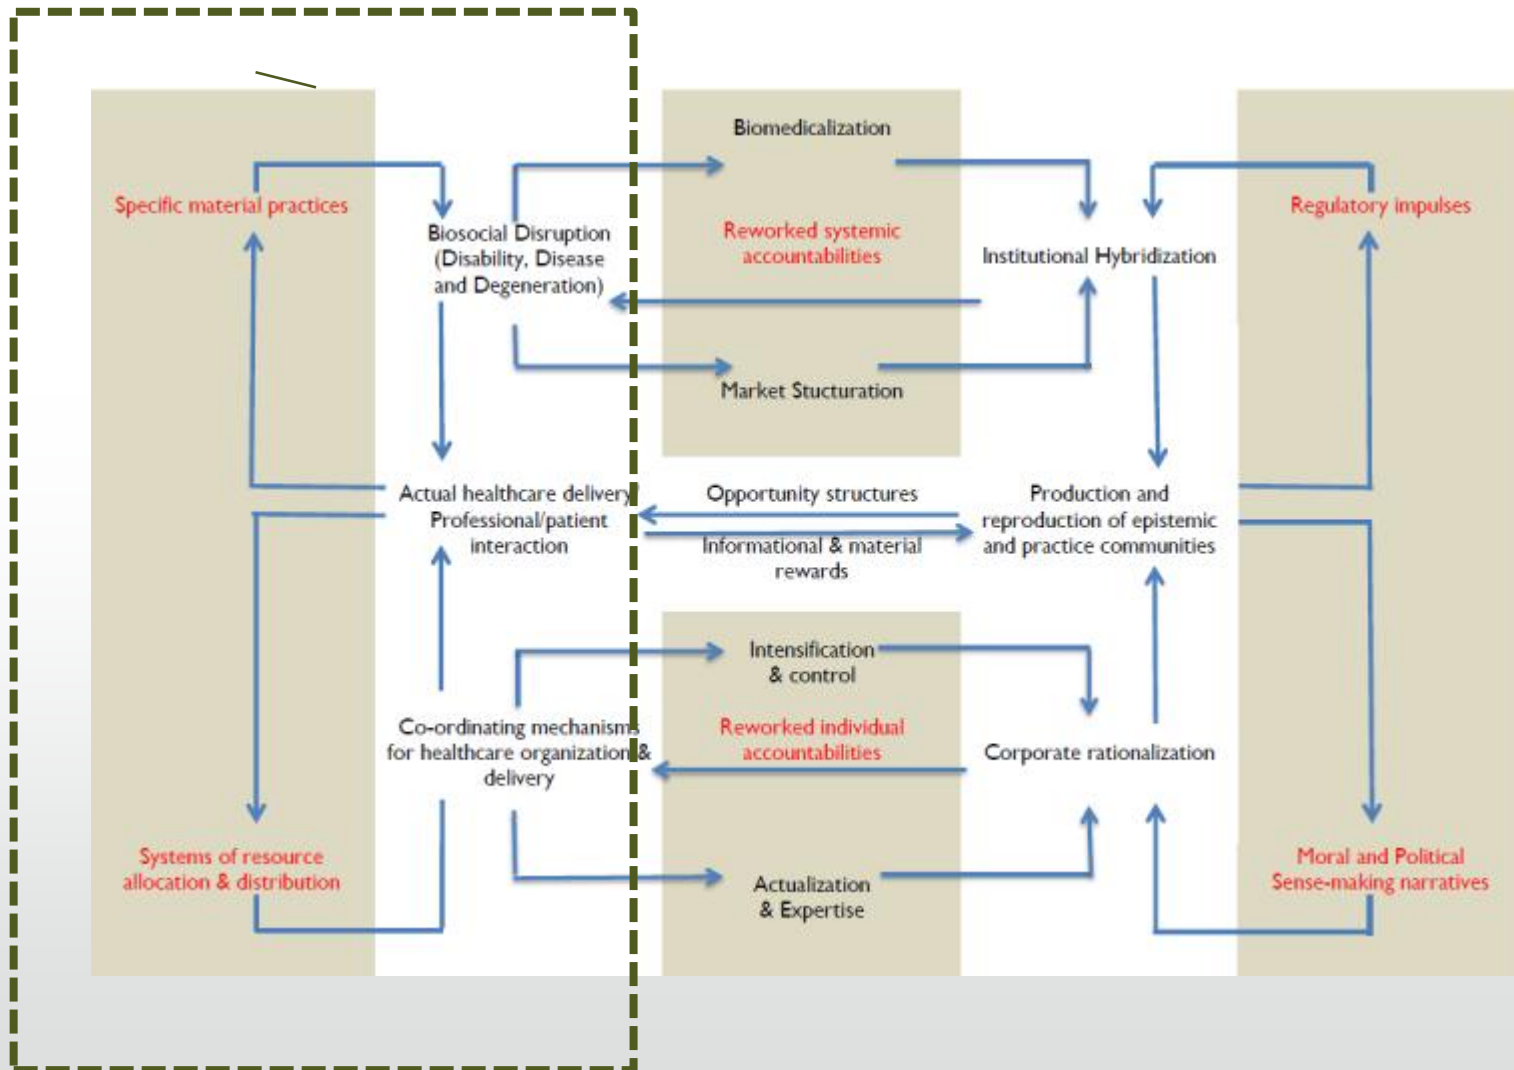 Biomedicalization
Specific material practices
Biosocial Disruption
(Disability, Disease
and Degeneration)
Reworked systemic
accountabilities
Institutional Hybridization
Regulatory impulses
Market Stucturation
Actual healthcare delivery
Professional/patient
interaction
Opportunity structures
Informational & material
rewards
Production and
reproduction of epistemic
and practice communities
Intensification
& control
Co-ordinating mechanisms
for healthcare organization &
delivery
Reworked individual
accountabilities
Corporate rationalization
Systems of resource
allocation & distribution
Actualization
& Expertise
Moral and Political
Sense-making narratives